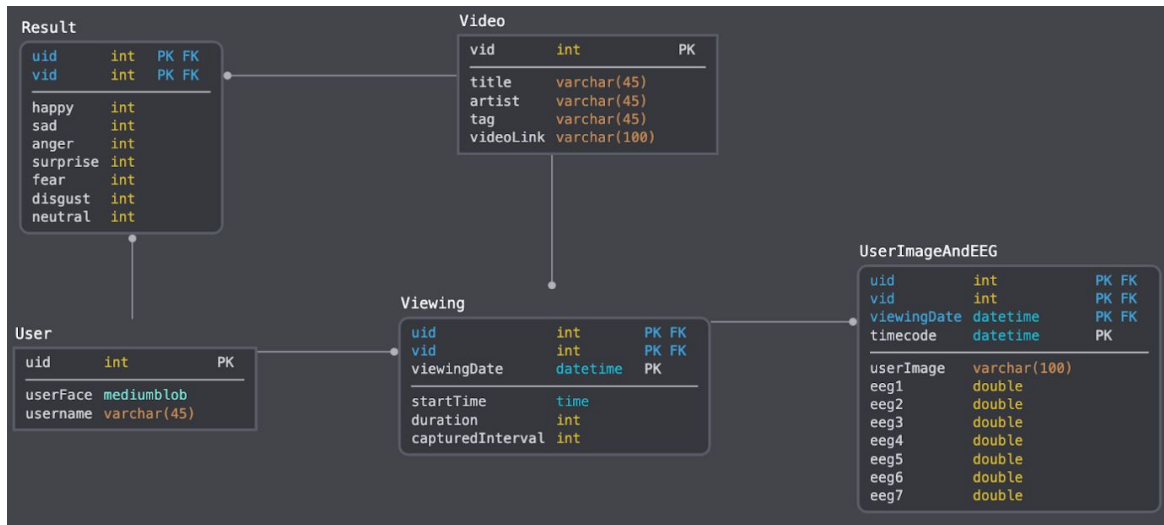 Result
uid int PK FK
vid int PK FK
happy int
sad int
anger int
surprise int
fear int
disgust int
neutral int
Video
vid int PK
title varchar(45)
artist varchar(45)
tag varchar(45)
videoLink varchar(100)
User
uid int PK
userFace mediumblob
username varchar(45)
Viewing
uid int PK FK
vid int PK FK
viewingDate datetime PK
startTime time
duration int
capturedInterval int
UserImageAndEEG
uid int PK FK
vid int PK FK
viewingDate datetime PK FK
timecode datetime PK
userImage varchar(100)
eeg1 double
eeg2 double
eeg3 double
eeg4 double
eeg5 double
eeg6 double
eeg7 double